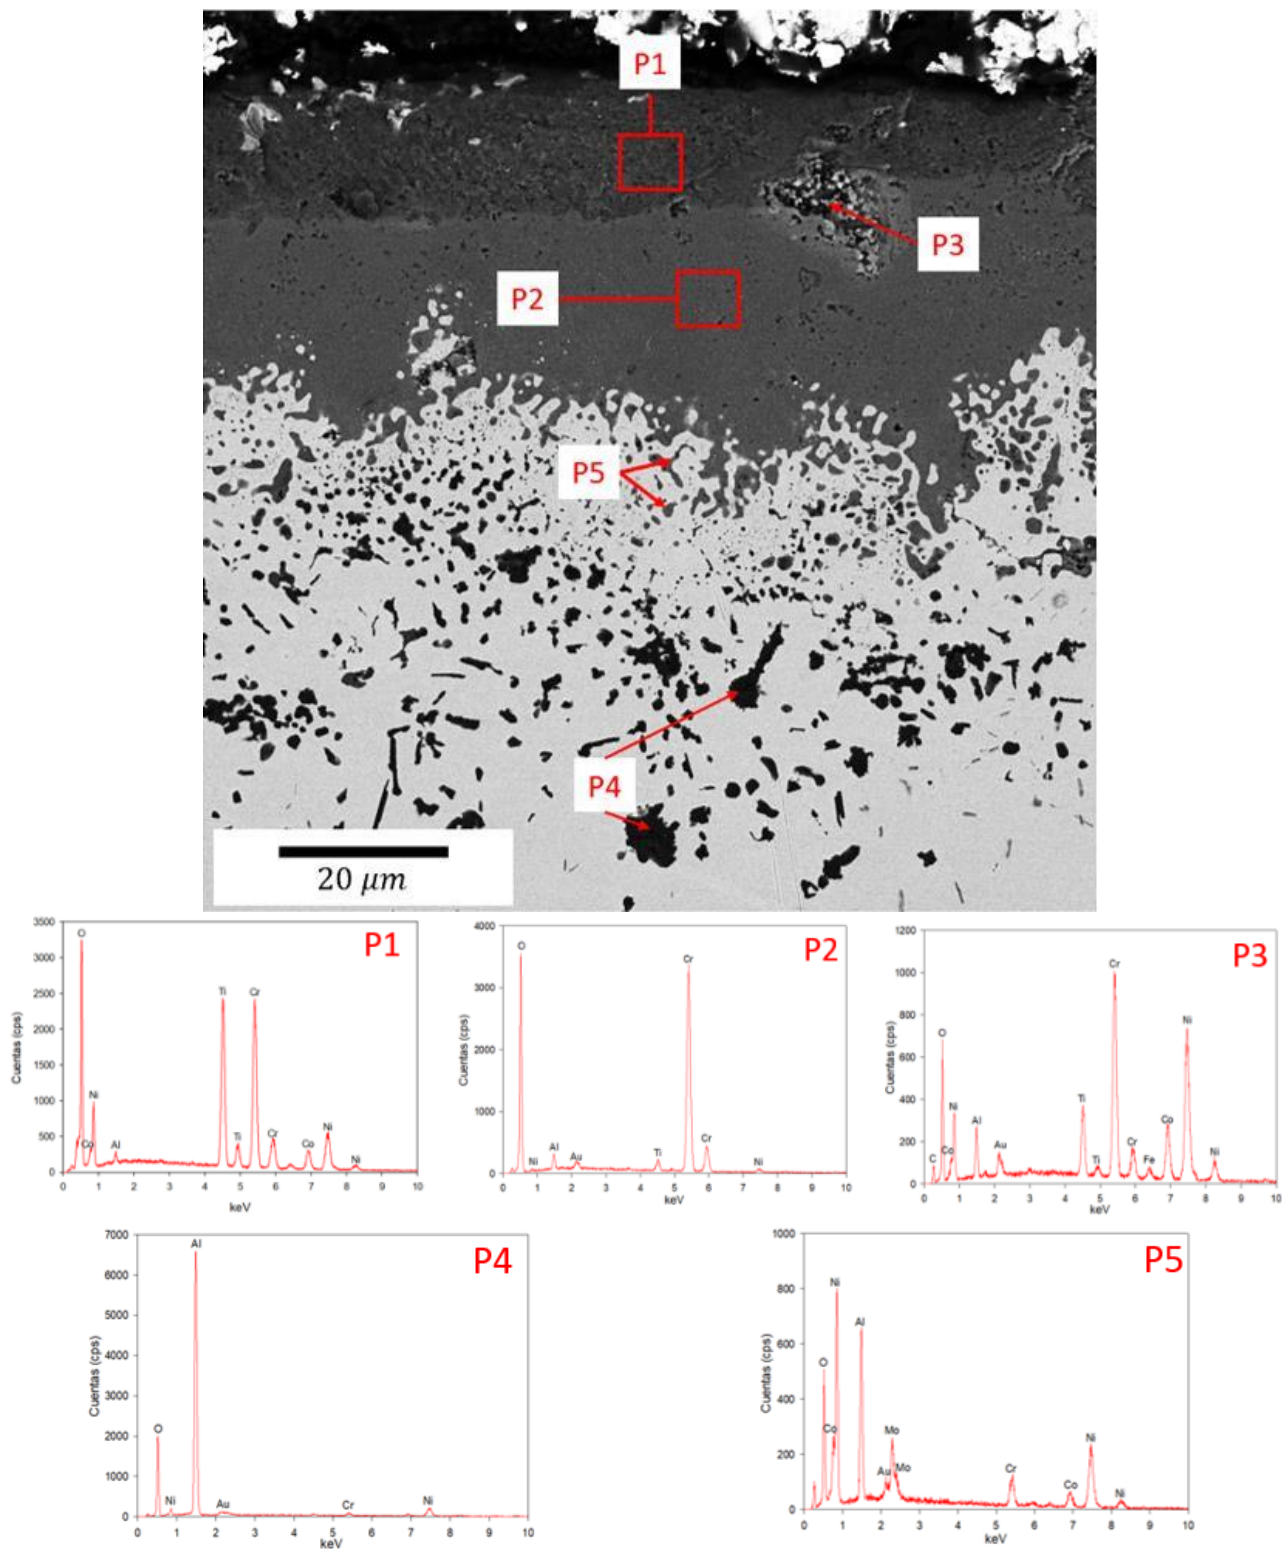 P1
P3
P2
P5
P4
20 μm
P1
3500
3000
2500
2000
1500
1000
500
0
0 1 2 3 4 5 6 7 8 9 10
Cuentas (cps)
keV
O
Ni
Co
Al
Ti
Ti
Cr
Cr
Co
Ni
Ni
P2
4000
3000
2000
1000
0
0 1 2 3 4 5 6 7 8 9 10
Cuentas (cps)
keV
O
Ni
Al
Au
Ti
Cr
Cr
Ni
P3
1200
1000
800
600
400
200
0
0 1 2 3 4 5 6 7 8 9 10
Cuentas (cps)
keV
C
O
Co
Ni
Al
Au
Ti
Ti
Cr
Cr
Fe
Co
Ni
Ni
P4
7000
6000
5000
4000
3000
2000
1000
0
0 1 2 3 4 5 6 7 8 9 10
Cuentas (cps)
keV
O
Ni
Al
Au
Cr
Ni
P5
1000
800
600
400
200
0
0 1 2 3 4 5 6 7 8 9 10
Cuentas (cps)
keV
O
Co
Ni
Al
Au
Mo
Mo
Cr
Co
Ni
Ni